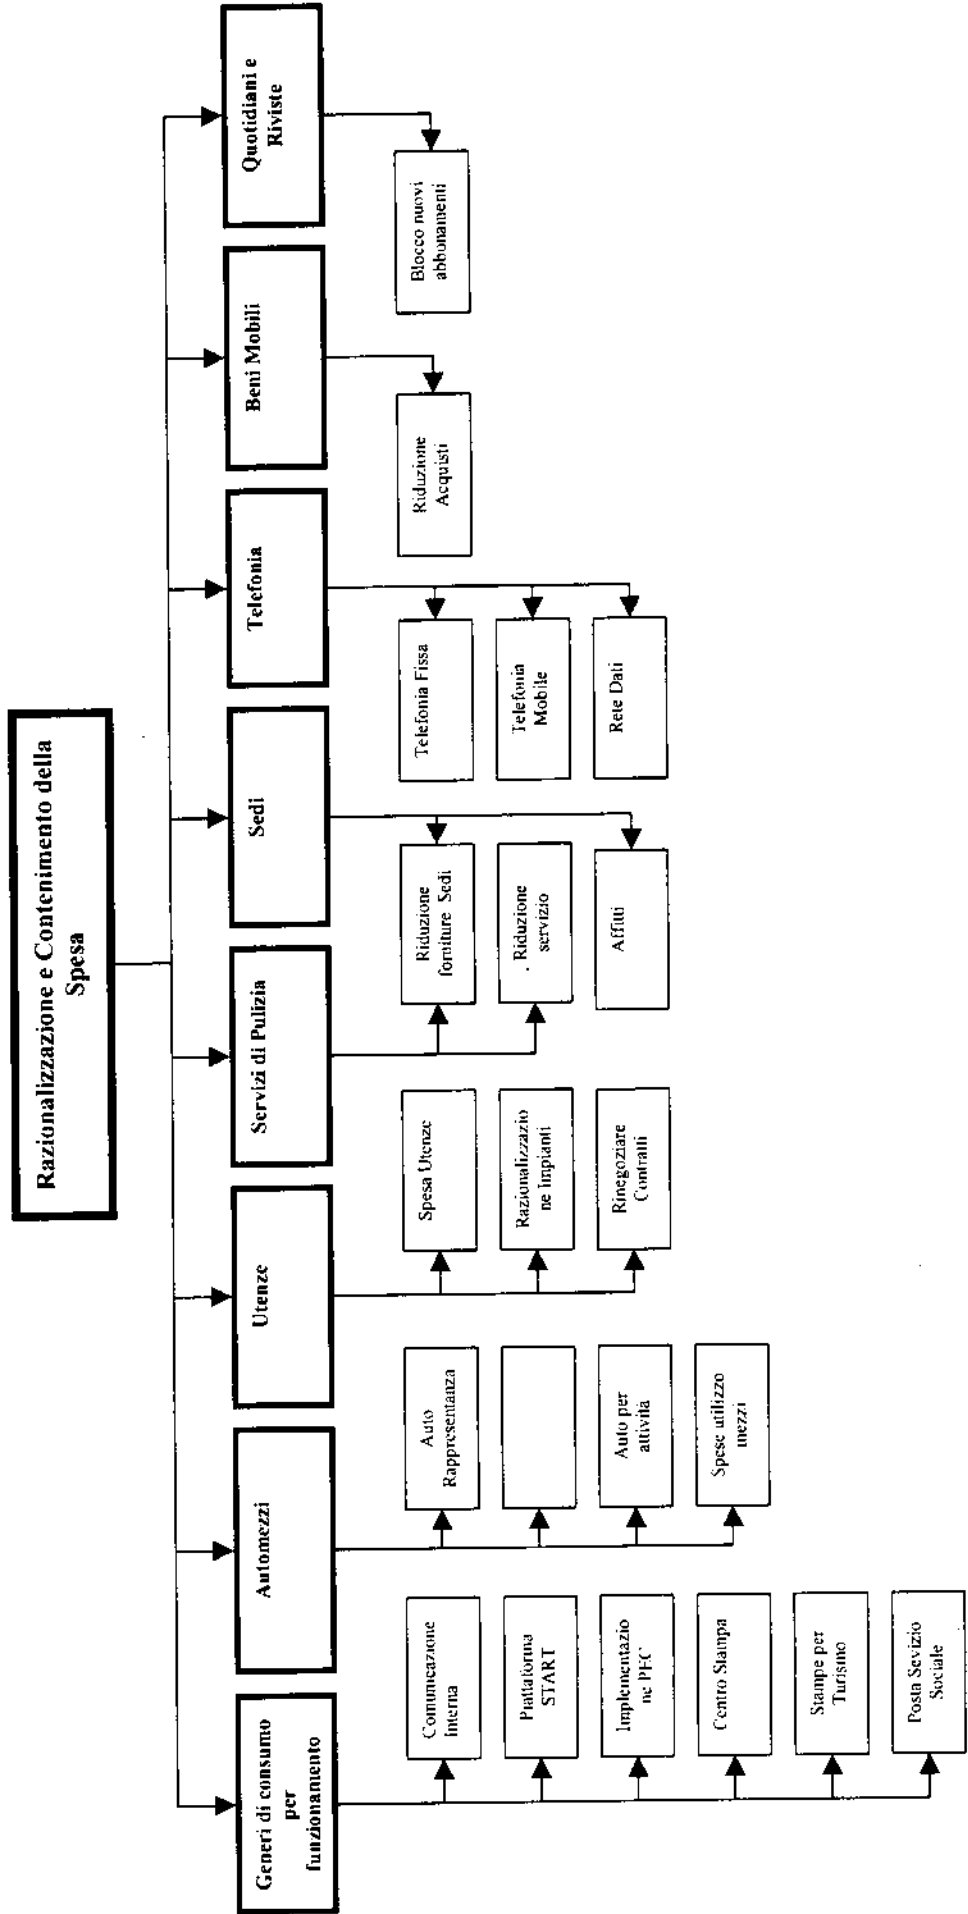 Razionalizzazione e Contenimento della
Spesa
Generi di consumo
per
funzionamento
Automezzi
Utenze
Servizi di Pulizia
Sedi
Telefonia
Beni Mobili
Quotidiani e
Riviste
Comunicazione
Interna
Piattaforma
START
Implementazio
ne PEC
Centro Stampa
Stampe per
Turismo
Posta Sevizio
Sociale
Auto
Rappresentanza
Auto per
attività
Spese utilizzo
mezzi
Spesa Utenze
Razionalizzazio
ne Impianti
Rinegoziare
Contratti
Riduzione
forniture Sedi
Riduzione
servizio
Affitti
Telefonia Fissa
Telefonia
Mobile
Rete Dati
Riduzione
Acquisti
Blocco nuovi
abbonamenti